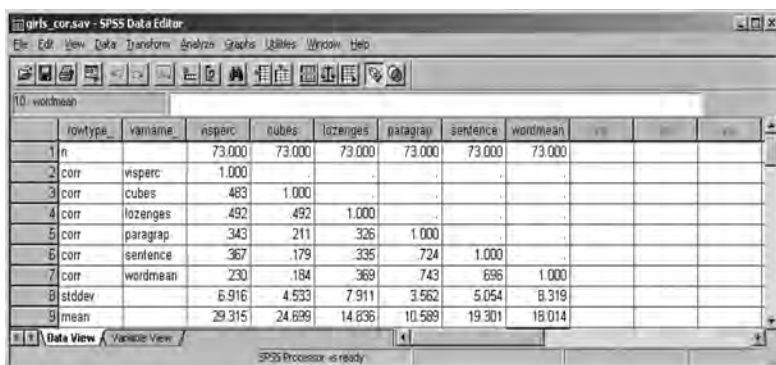 girls_cor.sav - SPSS Data Editor
File Edit View Data Transform Analyze Graphs Utilities Window Help
10: wordmean
rowtype_ varname_ visperc cubes lozenges paragrap sentence wordmean var var var
1 n 73.000 73.000 73.000 73.000 73.000 73.000
2 corr visperc 1.000 . . . . .
3 corr cubes .483 1.000 . . . .
4 corr lozenges .492 .492 1.000 . . .
5 corr paragrap .343 .211 .326 1.000 . .
6 corr sentence .367 .179 .335 .724 1.000 .
7 corr wordmean .230 .184 .369 .743 .696 1.000
8 stddev 6.916 4.533 7.911 3.562 5.054 8.319
9 mean 29.315 24.699 14.836 10.589 19.301 18.014
Data View Variable View
SPSS Processor is ready